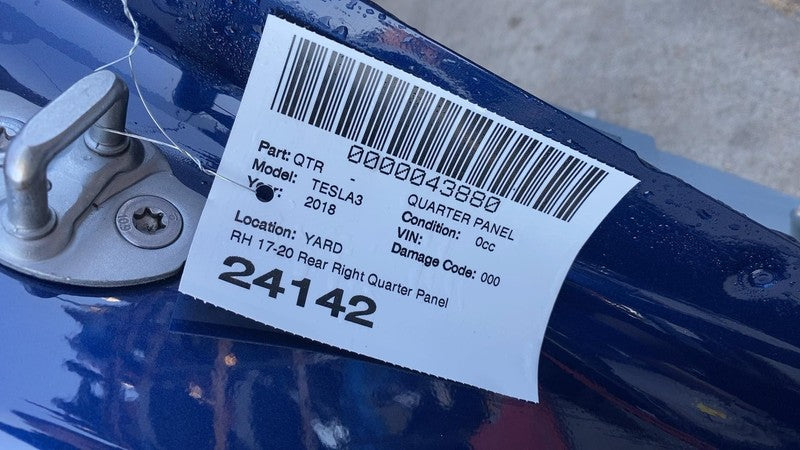 0000043880
Part: QTR - QUARTER PANEL
Model: TESLA3 Condition: 0cc
Year: 2018 VIN:
Damage Code: 000
Location: YARD
RH 17-20 Rear Right Quarter Panel
24142